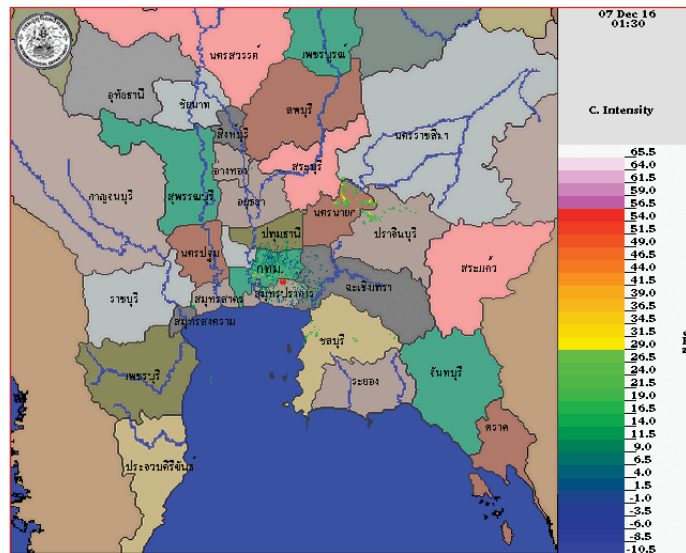 07 Dec 16
01:30
C. Intensity
65.5
64.0
61.5
59.0
56.5
54.0
51.5
49.0
46.5
44.0
41.5
39.0
36.5
34.0
31.5
29.0
26.5
24.0
21.5
19.0
16.5
14.0
11.5
9.0
6.5
4.0
1.5
-1.0
-3.5
-6.0
-8.5
-10.5
นครสวรรค์
เพชรบูรณ์
อุทัยธานี
ชัยนาท
ลพบุรี
สิงห์บุรี
นครราชสีมา
อ่างทอง
สระบุรี
กาญจนบุรี
สุพรรณบุรี
อยุธยา
นครนายก
ปทุมธานี
ปราจีนบุรี
นครปฐม
สระแก้ว
กทม.
ราชบุรี
สมุทรสาคร
สมุทรปราการ
ฉะเชิงเทรา
สมุทรสงคราม
ชลบุรี
เพชรบุรี
ระยอง
จันทบุรี
ตราด
ประจวบคีรีขันธ์